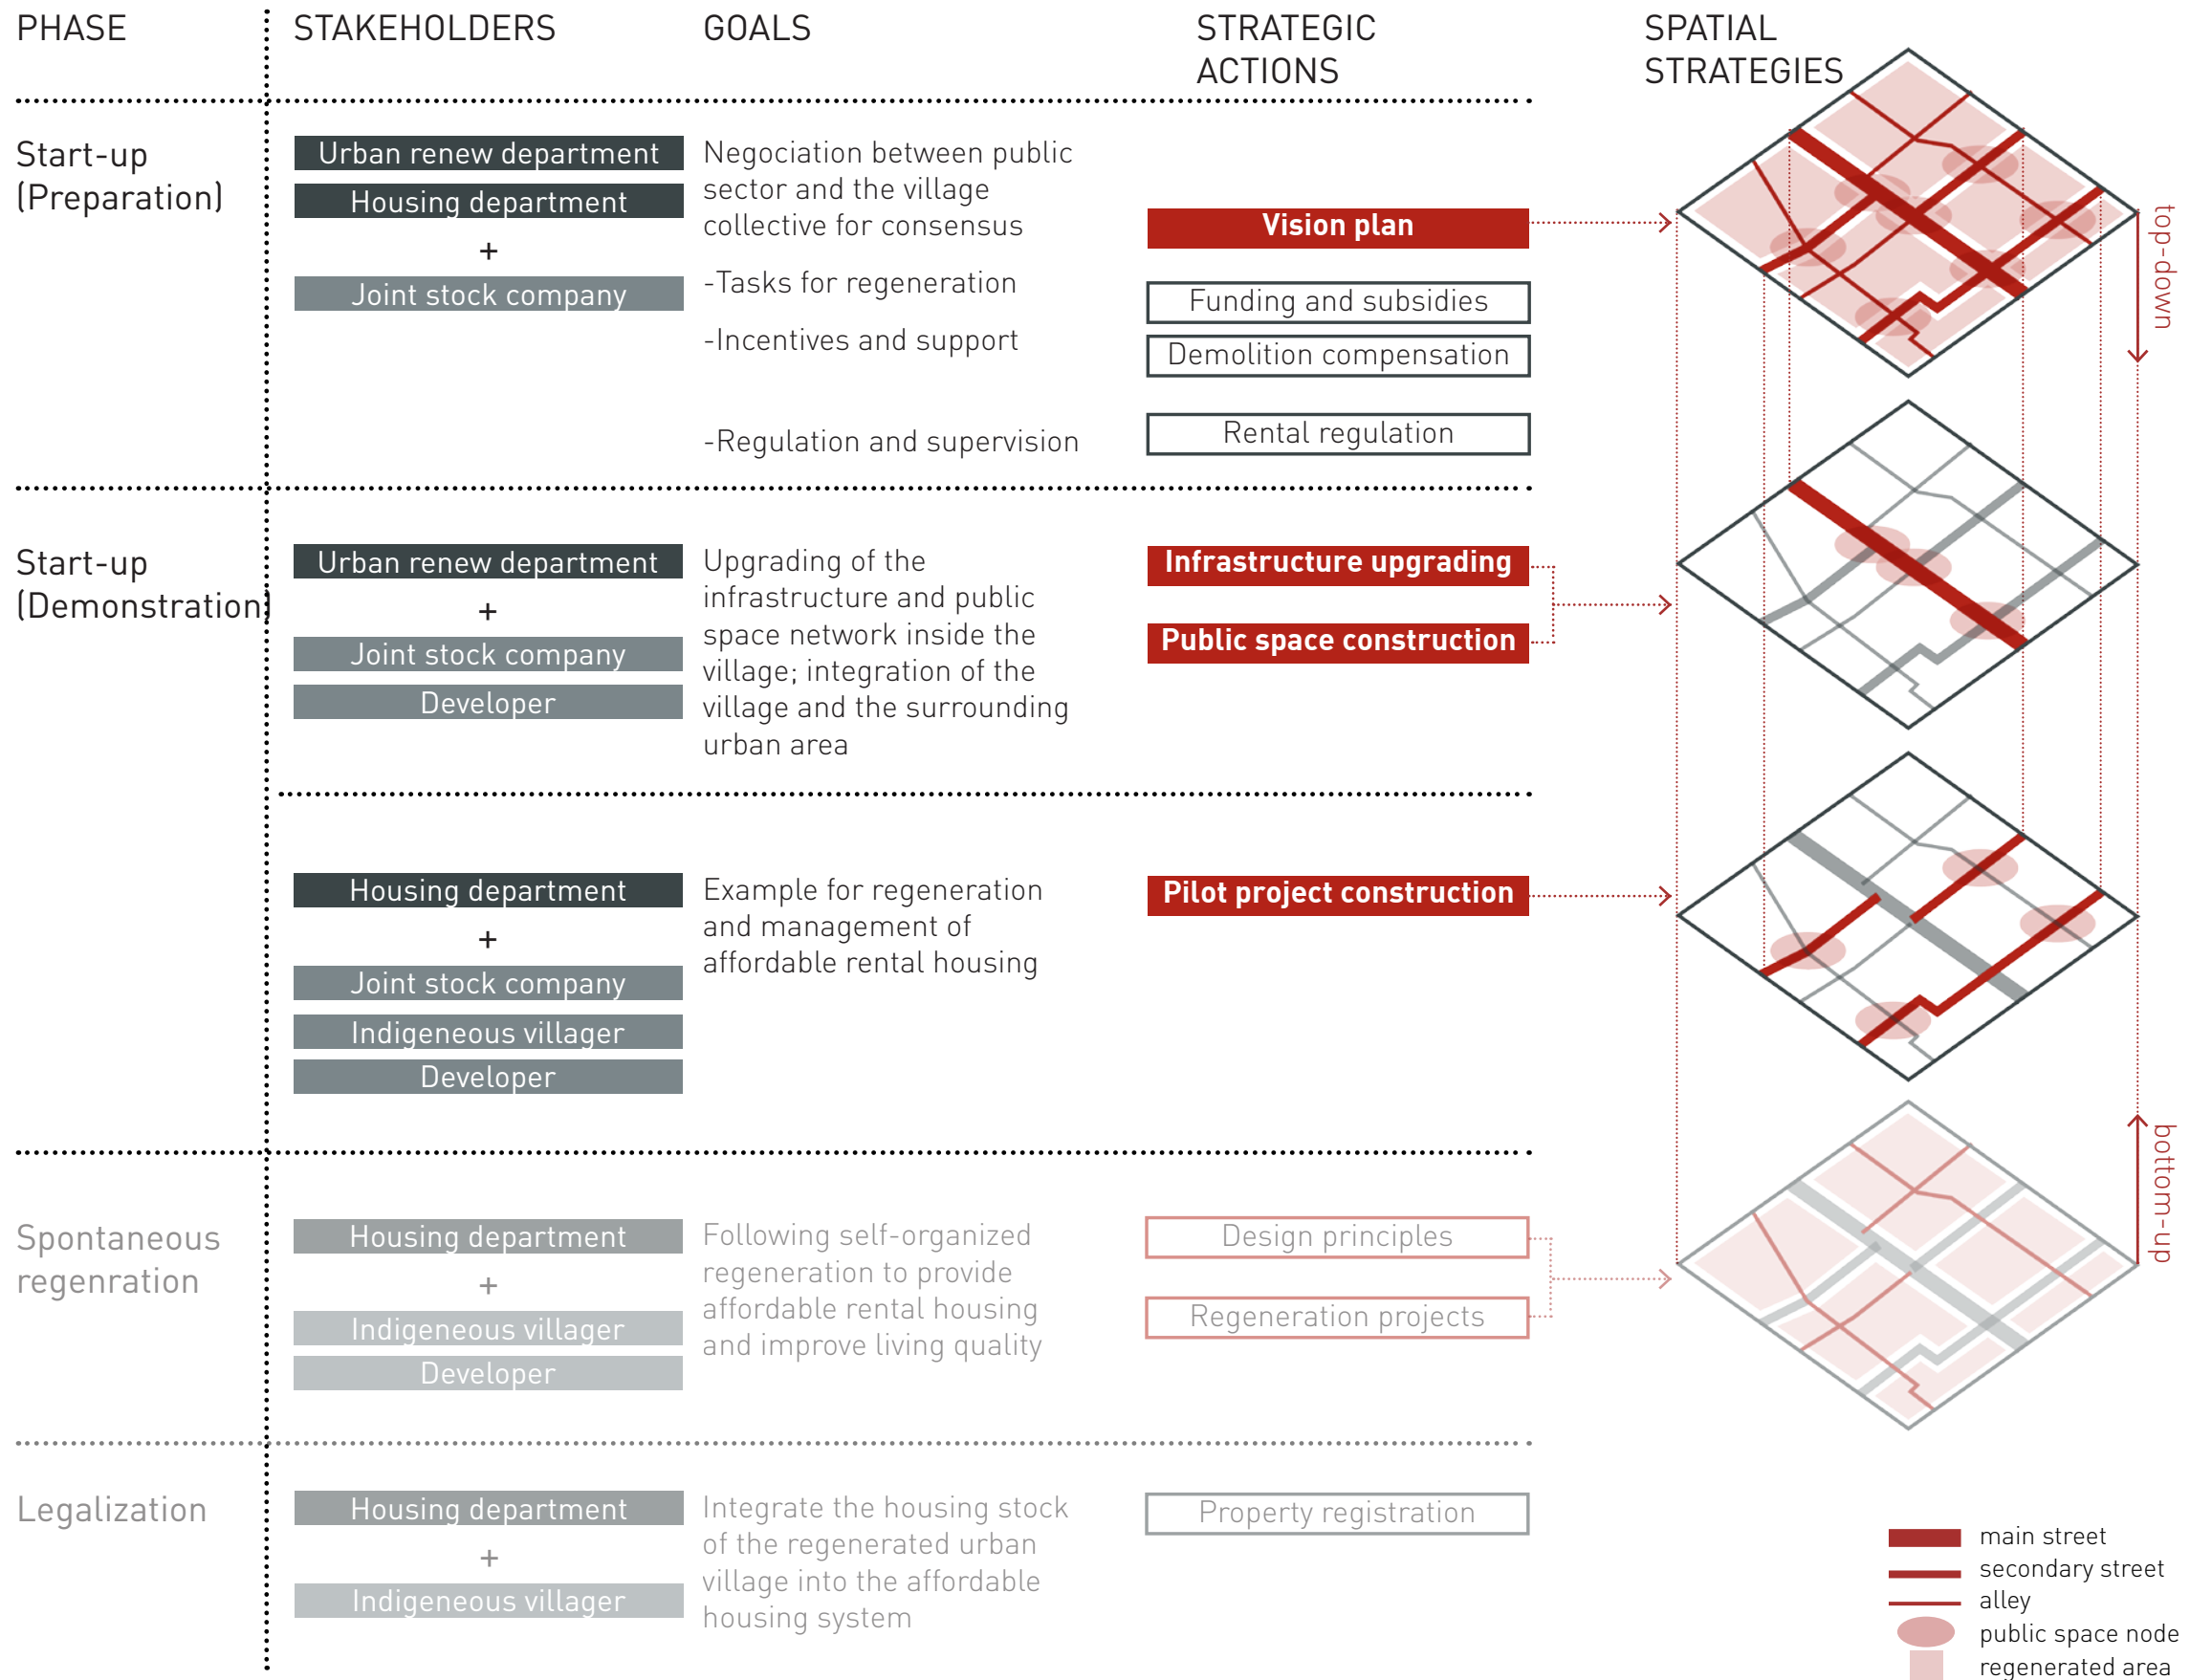 PHASE
STAKEHOLDERS
GOALS
STRATEGIC
ACTIONS
SPATIAL
STRATEGIES
Start-up
(Preparation)
Urban renew department
Housing department
+
Joint stock company
Negociation between public
sector and the village
collective for consensus
-Tasks for regeneration
-Incentives and support
-Regulation and supervision
Vision plan
Funding and subsidies
Demolition compensation
Rental regulation
top-down
Start-up
(Demonstration)
Urban renew department
+
Joint stock company
Developer
Upgrading of the
infrastructure and public
space network inside the
village; integration of the
village and the surrounding
urban area
Infrastructure upgrading
Public space construction
Housing department
+
Joint stock company
Indigeneous villager
Developer
Example for regeneration
and management of
affordable rental housing
Pilot project construction
bottom-up
Spontaneous
regenration
Housing department
+
Indigeneous villager
Developer
Following self-organized
regeneration to provide
affordable rental housing
and improve living quality
Design principles
Regeneration projects
Legalization
Housing department
+
Indigeneous villager
Integrate the housing stock
of the regenerated urban
village into the affordable
housing system
Property registration
main street
secondary street
alley
public space node
regenerated area